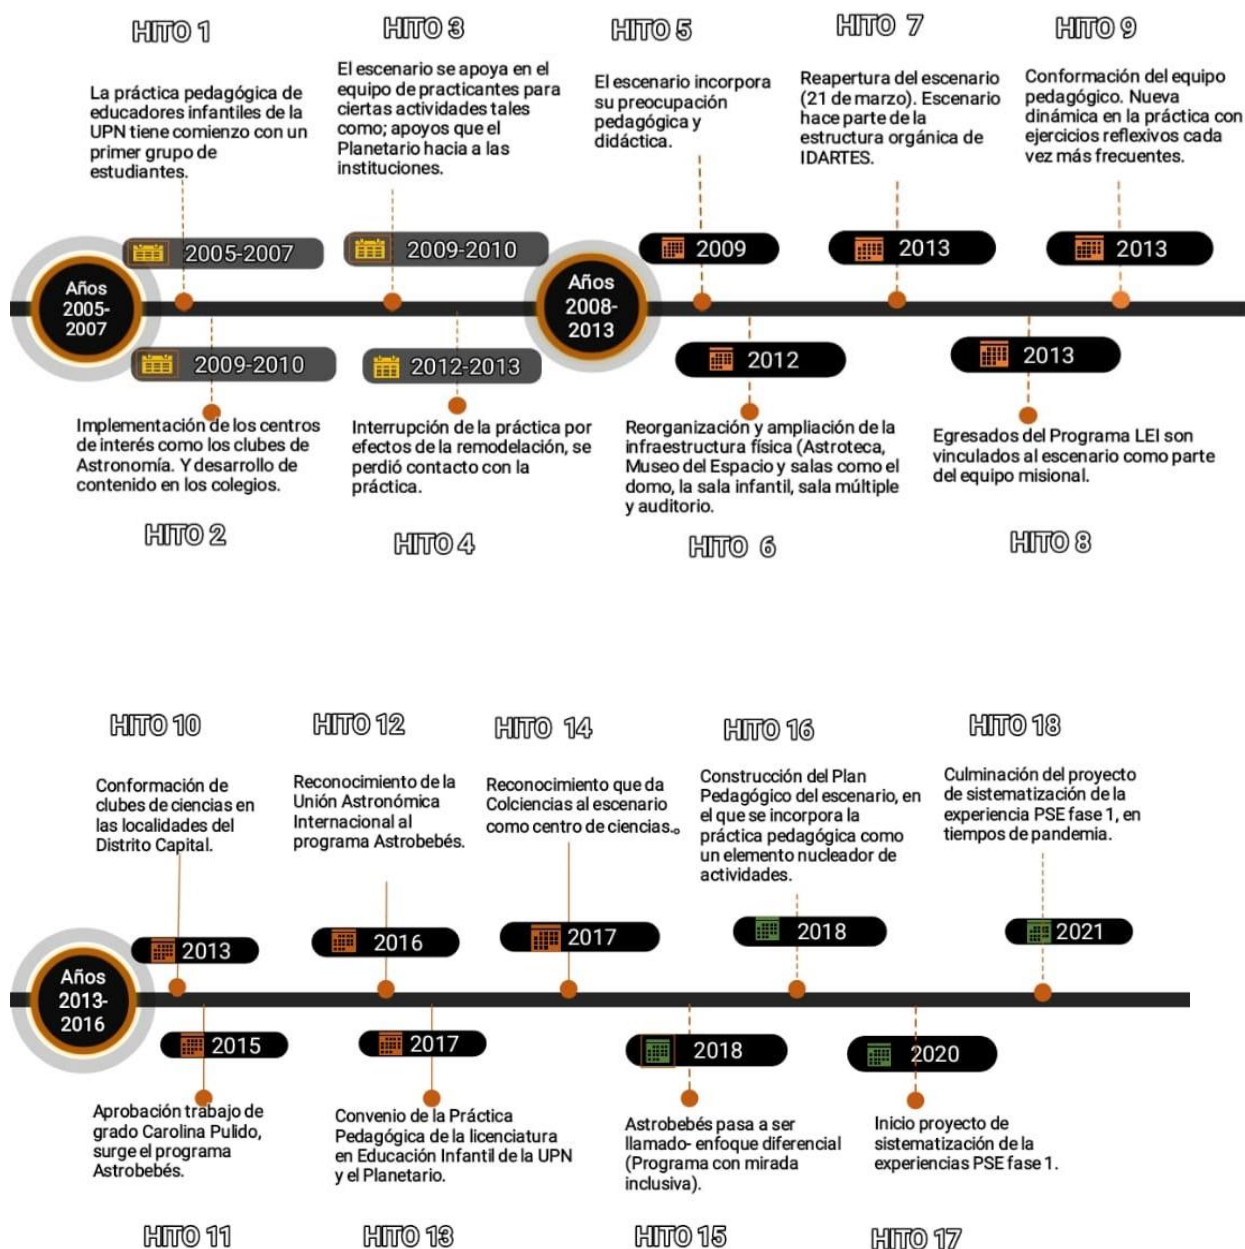 HITO 1
La práctica pedagógica de
educadores infantiles de la
UPN tiene comienzo con un
primer grupo de
estudiantes.
2005-2007
HITO 3
El escenario se apoya en el
equipo de practicantes para
ciertas actividades tales
como; apoyos que el
Planetario hacia a las
instituciones.
2009-2010
HITO 5
El escenario incorpora
su preocupación
pedagógica y
didáctica.
2009
HITO 7
Reapertura del escenario
(21 de marzo). Escenario
hace parte de la
estructura orgánica de
IDARTES.
2013
HITO 9
Conformación del equipo
pedagógico. Nueva
dinámica en la práctica con
ejercicios reflexivos cada
vez más frecuentes.
2013
Años
2005-
2007
Años
2008-
2013
2009-2010
Implementación de los centros
de interés como los clubes de
Astronomía. Y desarrollo de
contenido en los colegios.
HITO 2
2012-2013
Interrupción de la práctica por
efectos de la remodelación, se
perdió contacto con la
práctica.
HITO 4
2012
Reorganización y ampliación de la
infraestructura física (Astroteca,
Museo del Espacio y salas como el
domo, la sala infantil, sala múltiple
y auditorio.
HITO 6
2013
Egresados del Programa LEI son
vinculados al escenario como parte
del equipo misional.
HITO 8
HITO 10
Conformación de
clubes de ciencias en
las localidades del
Distrito Capital.
2013
HITO 12
Reconocimiento de la
Unión Astronómica
Internacional al
programa Astrobebés.
2016
HITO 14
Reconocimiento que da
Colciencias al escenario
como centro de ciencias.
2017
HITO 16
Construcción del Plan
Pedagógico del escenario, en
el que se incorpora la
práctica pedagógica como
un elemento nucleador de
actividades.
2018
HITO 18
Culminación del proyecto
de sistematización de la
experiencia PSE fase 1, en
tiempos de pandemia.
2021
Años
2013-
2016
2015
Aprobación trabajo de
grado Carolina Pulido,
surge el programa
Astrobebés.
HITO 11
2017
Convenio de la Práctica
Pedagógica de la licenciatura
en Educación Infantil de la UPN
y el Planetario.
HITO 13
2018
Astrobebés pasa a ser
llamado- enfoque diferencial
(Programa con mirada
inclusiva).
HITO 15
2020
Inicio proyecto de
sistematización de la
experiencias PSE fase 1.
HITO 17